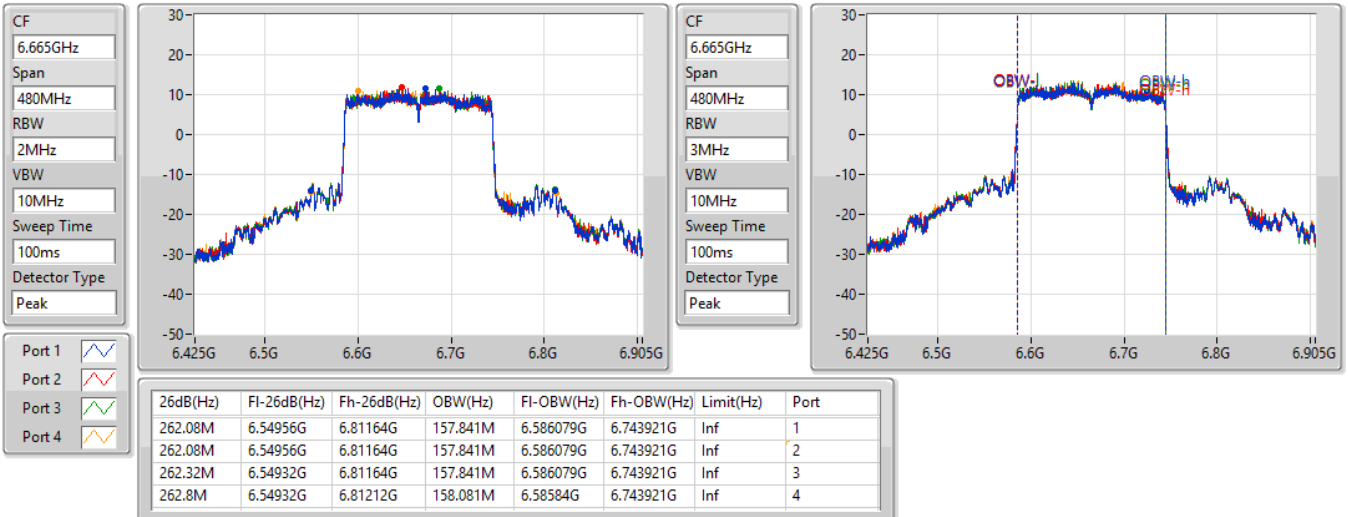 CF
6.665GHz
Span
480MHz
RBW
2MHz
VBW
10MHz
Sweep Time
100ms
Detector Type
Peak
30
20
10
0
-10
-20
-30
-40
-50
6.425G 6.5G 6.6G 6.7G 6.8G 6.905G
CF
6.665GHz
Span
480MHz
RBW
3MHz
VBW
10MHz
Sweep Time
100ms
Detector Type
Peak
30
20
10
0
-10
-20
-30
-40
-50
OBW-l OBW-h
OBW-h
6.425G 6.5G 6.6G 6.7G 6.8G 6.905G
Port 1
Port 2
Port 3
Port 4
26dB(Hz) Fl-26dB(Hz) Fh-26dB(Hz) OBW(Hz) Fl-OBW(Hz) Fh-OBW(Hz) Limit(Hz) Port
262.08M 6.54956G 6.81164G 157.841M 6.586079G 6.743921G Inf 1
262.08M 6.54956G 6.81164G 157.841M 6.586079G 6.743921G Inf 2
262.32M 6.54932G 6.81164G 157.841M 6.586079G 6.743921G Inf 3
262.8M 6.54932G 6.81212G 158.081M 6.58584G 6.743921G Inf 4